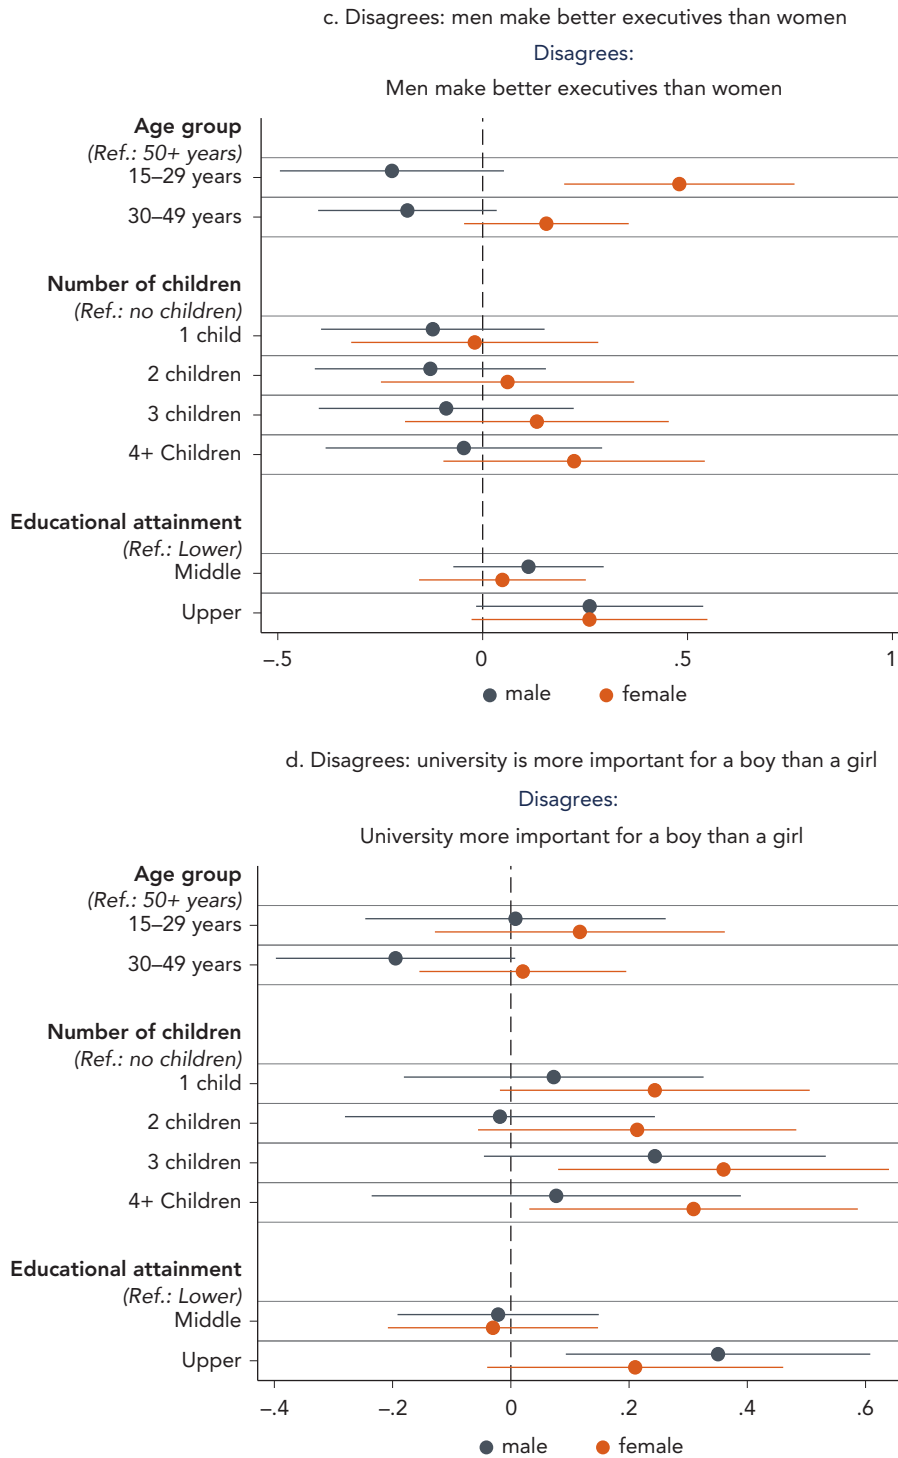 c. Disagrees: men make better executives than women
Disagrees:
Men make better executives than women
Age group
(Ref.: 50+ years)
15–29 years
30–49 years
Number of children
(Ref.: no children)
1 child
2 children
3 children
4+ Children
Educational attainment
(Ref.: Lower)
Middle
Upper
–.5 0 .5 1
male female
d. Disagrees: university is more important for a boy than a girl
Disagrees:
University more important for a boy than a girl
Age group
(Ref.: 50+ years)
15–29 years
30–49 years
Number of children
(Ref.: no children)
1 child
2 children
3 children
4+ Children
Educational attainment
(Ref.: Lower)
Middle
Upper
–.4 –.2 0 .2 .4 .6
male female